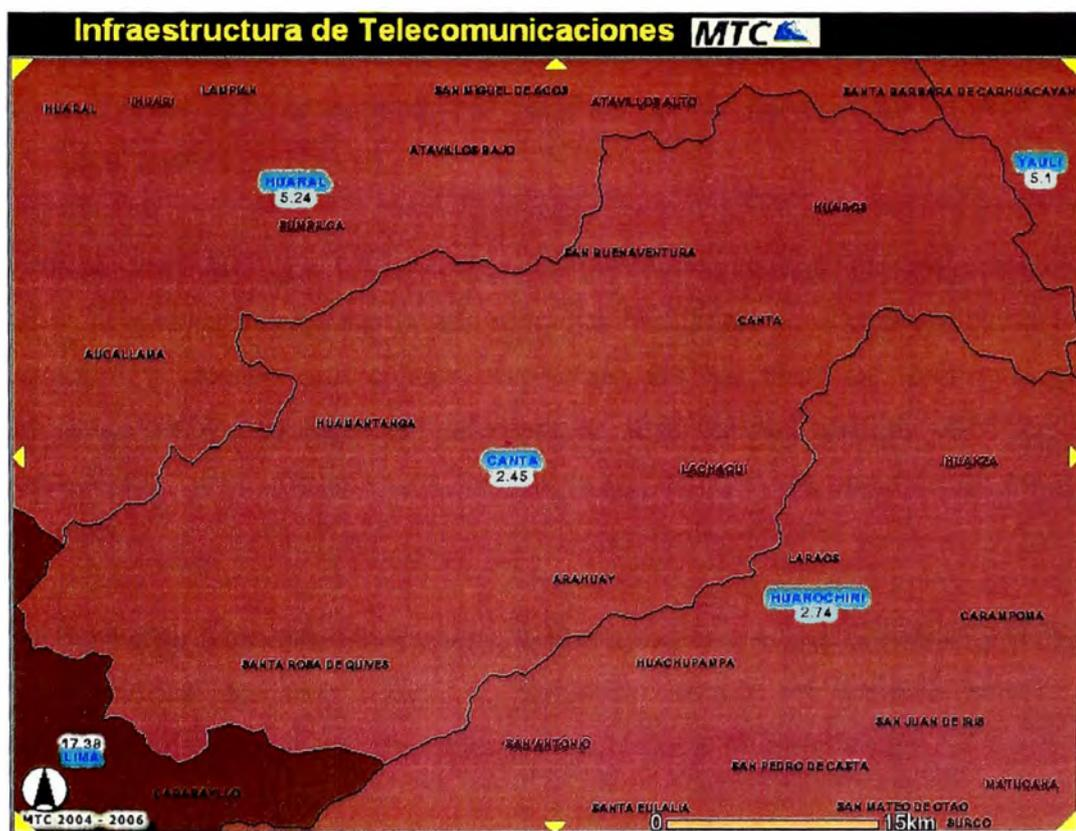 Infraestructura de Telecomunicaciones MTC
LAMPIAN
SAN MIGUEL DE ACOS
SANTA BARBARA DE CARHUACAYAN
HUARAL
IHUARI
ATAVILLOS ALTO
ATAVILLOS BAJO
YAULI
5.1
HUARAL
5.24
HUAROS
SUMBILCA
SAN BUENAVENTURA
CANTA
AUCALLAMA
HUAMANTANGA
CANTA
2.45
LACHAQUI
HUANZA
LARAOS
ARAHUAY
HUAROCHIRI
2.74
CARAMPOMA
SANTA ROSA DE QUIVES
HUACHUPAMPA
SAN JUAN DE IRIS
17.38
LIMA
SAN ANTONIO
SAN PEDRO DE CASTA
MATUCANA
CARABAYLLO
SANTA EULALIA
SAN MATEO DE OTAO
MTC 2004 - 2006
0
15km
SURCO